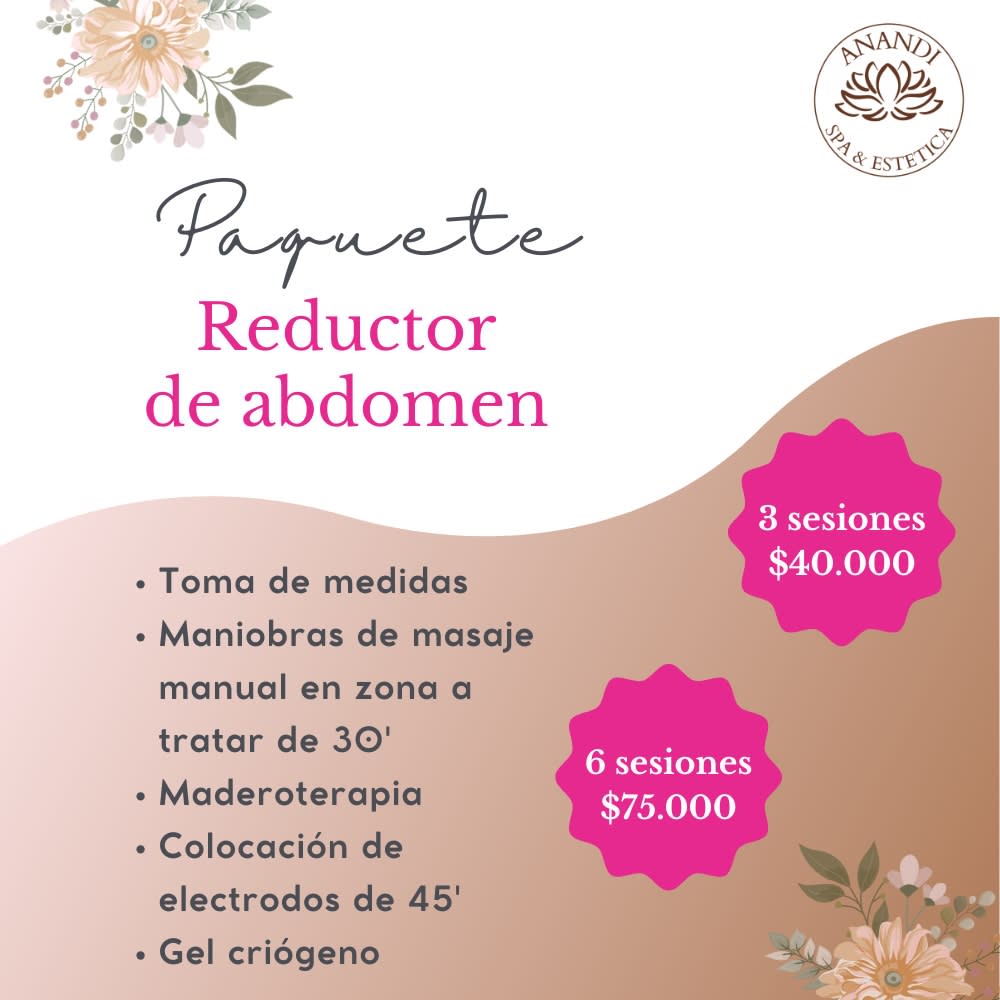 ANANDI
SPA & ESTETICA
Paquete
Reductor
de abdomen
3 sesiones
$40.000
• Toma de medidas
• Maniobras de masaje
manual en zona a
tratar de 30'
• Maderoterapia
• Colocación de
electrodos de 45'
• Gel criógeno
6 sesiones
$75.000